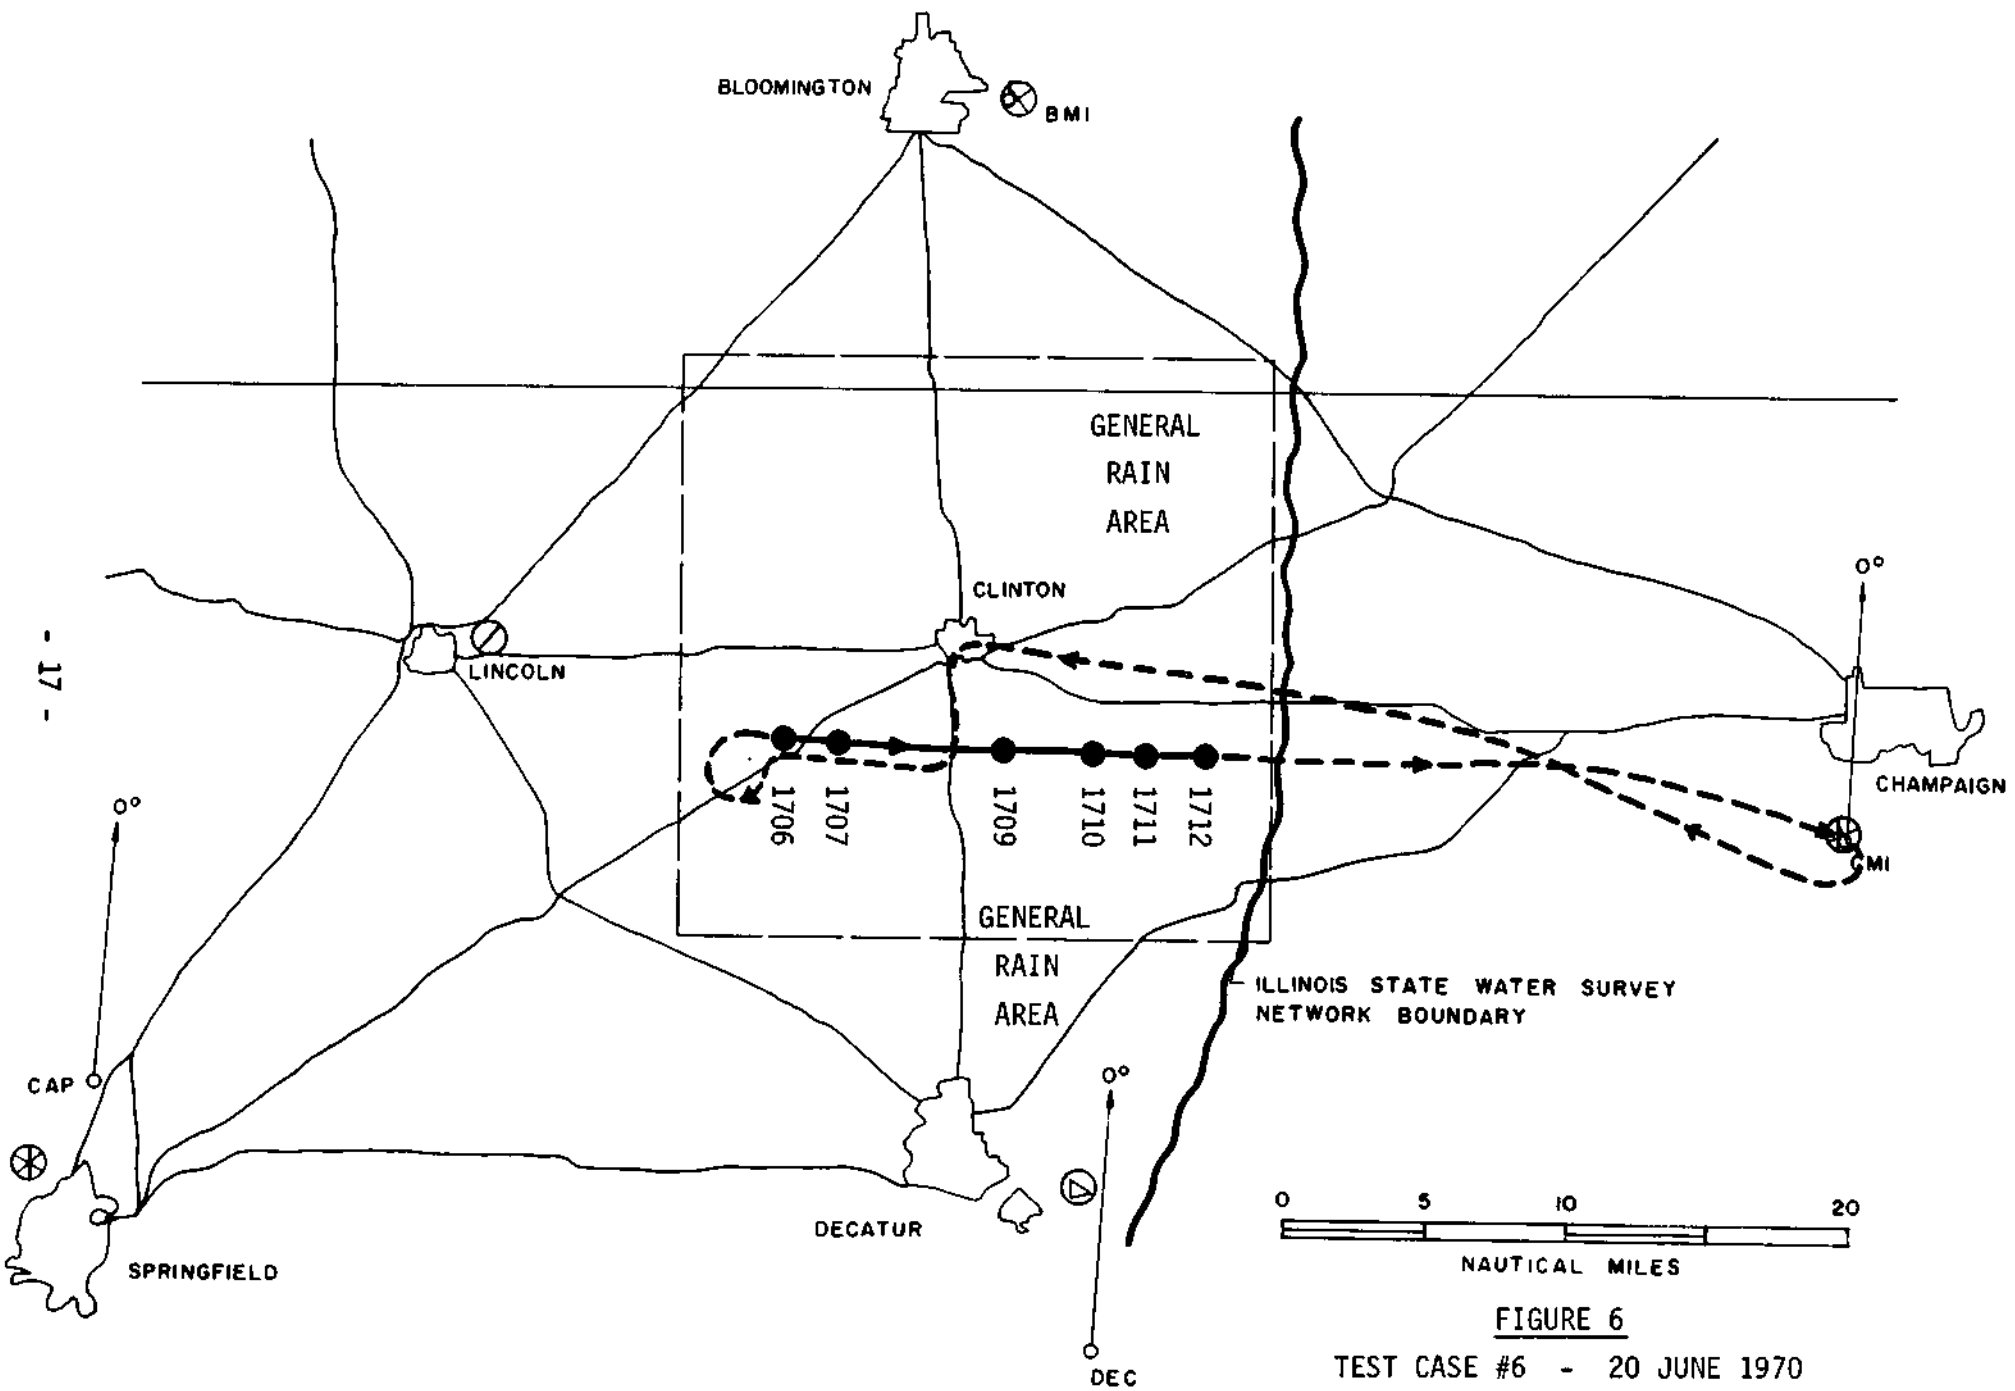 BLOOMINGTON
BMI
GENERAL
RAIN
AREA
CLINTON
0°
- 17 -
LINCOLN
CHAMPAIGN
0°
1706
1707
1709
1710
1711
1712
CMI
GENERAL
RAIN
AREA
ILLINOIS STATE WATER SURVEY
NETWORK BOUNDARY
CAP
0°
DECATUR
SPRINGFIELD
DEC
0 5 10 20
NAUTICAL MILES
FIGURE 6
TEST CASE #6 - 20 JUNE 1970